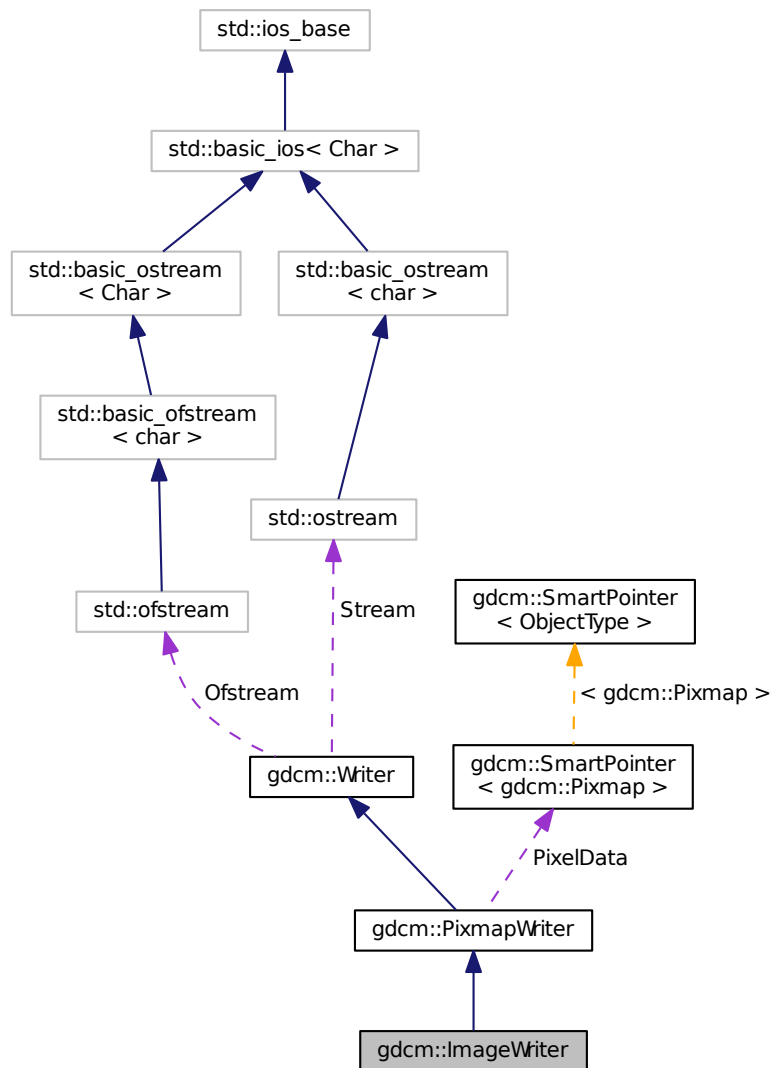 std::ios_base
std::basic_ios< Char >
std::basic_ostream
< Char >
std::basic_ostream
< char >
std::basic_ofstream
< char >
std::ostream
std::ofstream
Stream
gdcm::SmartPointer
< ObjectType >
Ofstream
< gdcm::Pixmap >
gdcm::Writer
gdcm::SmartPointer
< gdcm::Pixmap >
PixelData
gdcm::PixmapWriter
gdcm::ImageWriter